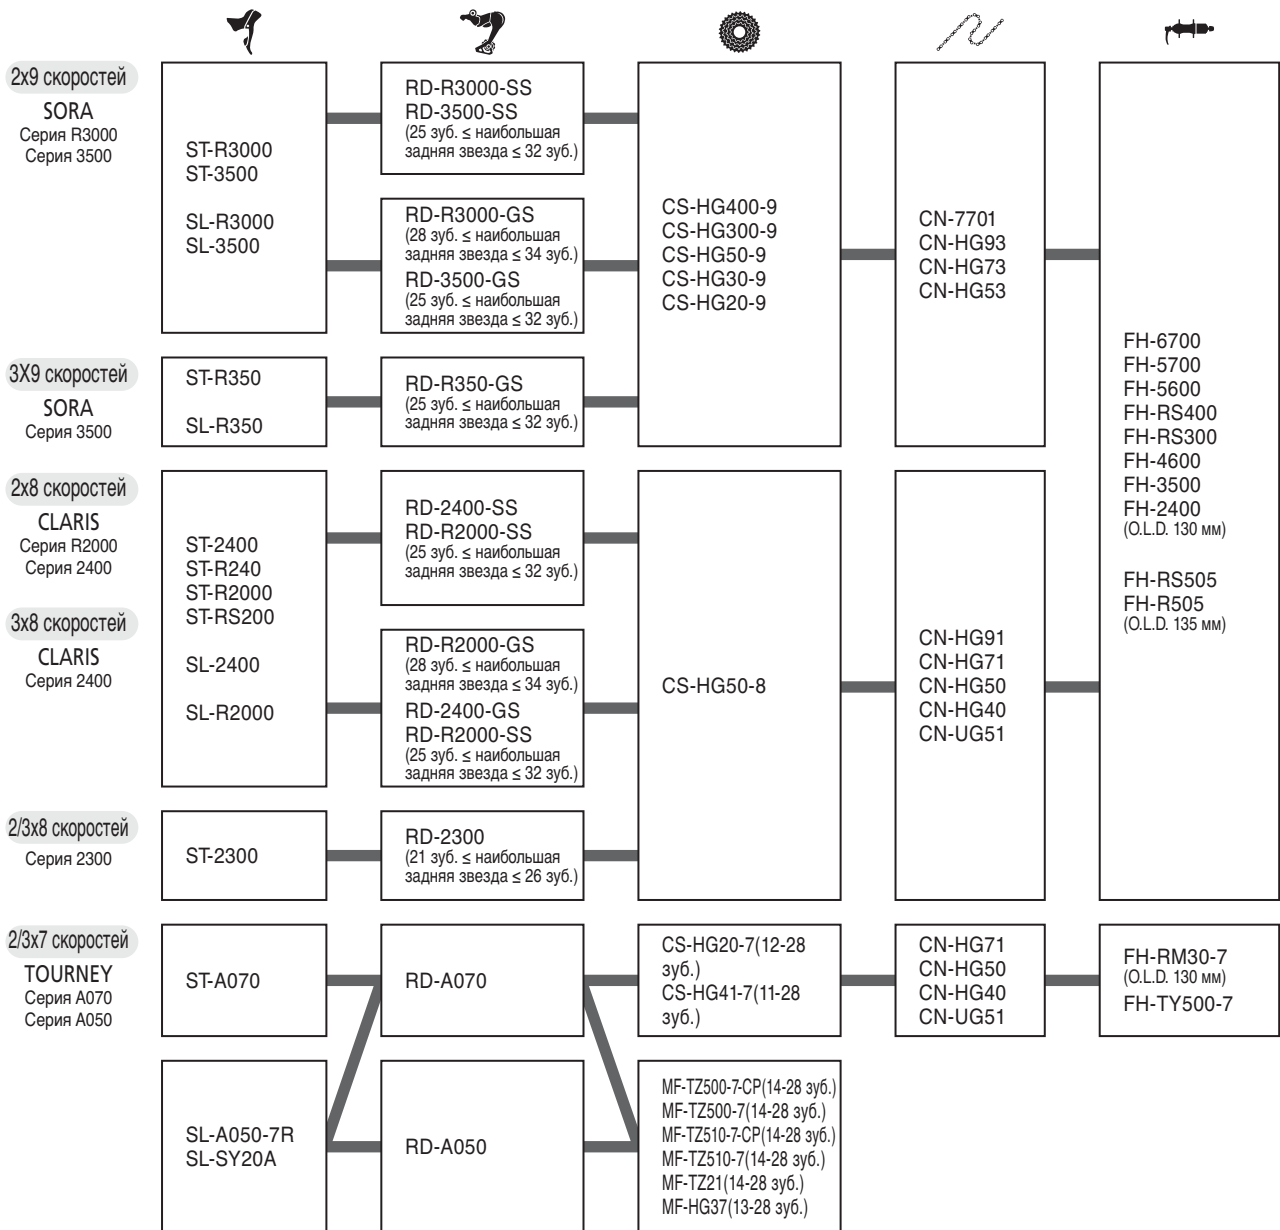 2x9 скоростей
SORA
Серия R3000
Серия 3500
ST-R3000
ST-3500
SL-R3000
SL-3500
RD-R3000-SS
RD-3500-SS
(25 зуб. ≤ наибольшая
задняя звезда ≤ 32 зуб.)
RD-R3000-GS
(28 зуб. ≤ наибольшая
задняя звезда ≤ 34 зуб.)
RD-3500-GS
(25 зуб. ≤ наибольшая
задняя звезда ≤ 32 зуб.)
CS-HG400-9
CS-HG300-9
CS-HG50-9
CS-HG30-9
CS-HG20-9
CN-7701
CN-HG93
CN-HG73
CN-HG53
FH-6700
FH-5700
FH-5600
FH-RS400
FH-RS300
FH-4600
FH-3500
FH-2400
(O.L.D. 130 мм)
FH-RS505
FH-R505
(O.L.D. 135 мм)
3X9 скоростей
SORA
Серия 3500
ST-R350
SL-R350
RD-R350-GS
(25 зуб. ≤ наибольшая
задняя звезда ≤ 32 зуб.)
2x8 скоростей
CLARIS
Серия R2000
Серия 2400
3x8 скоростей
CLARIS
Серия 2400
ST-2400
ST-R240
ST-R2000
ST-RS200
SL-2400
SL-R2000
RD-2400-SS
RD-R2000-SS
(25 зуб. ≤ наибольшая
задняя звезда ≤ 32 зуб.)
RD-R2000-GS
(28 зуб. ≤ наибольшая
задняя звезда ≤ 34 зуб.)
RD-2400-GS
RD-R2000-SS
(25 зуб. ≤ наибольшая
задняя звезда ≤ 32 зуб.)
CS-HG50-8
CN-HG91
CN-HG71
CN-HG50
CN-HG40
CN-UG51
2/3x8 скоростей
Серия 2300
ST-2300
RD-2300
(21 зуб. ≤ наибольшая
задняя звезда ≤ 26 зуб.)
2/3x7 скоростей
TOURNEY
Серия A070
Серия A050
ST-A070
RD-A070
CS-HG20-7(12-28
зуб.)
CS-HG41-7(11-28
зуб.)
CN-HG71
CN-HG50
CN-HG40
CN-UG51
FH-RM30-7
(O.L.D. 130 мм)
FH-TY500-7
SL-A050-7R
SL-SY20A
RD-A050
MF-TZ500-7-CP(14-28 зуб.)
MF-TZ500-7(14-28 зуб.)
MF-TZ510-7-CP(14-28 зуб.)
MF-TZ510-7(14-28 зуб.)
MF-TZ21(14-28 зуб.)
MF-HG37(13-28 зуб.)